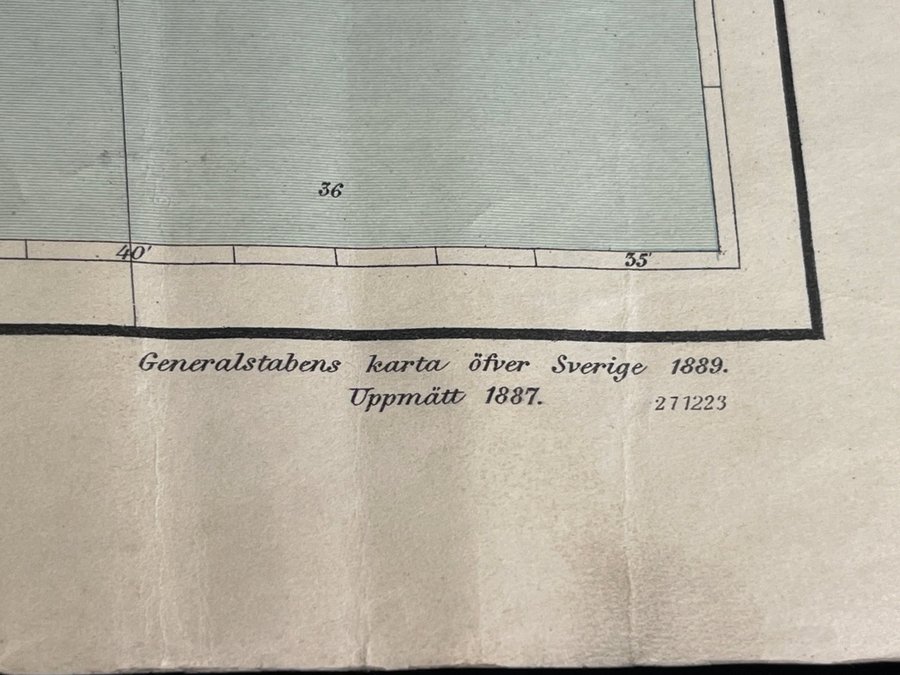 36
40' 35'
Generalstabens karta öfver Sverige 1889.
Uppmätt 1887. 271223